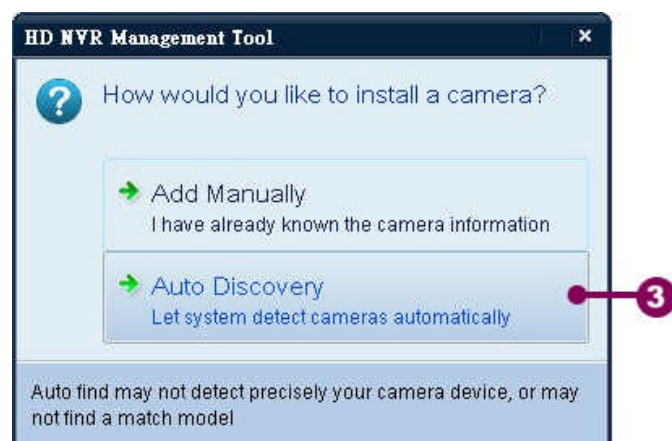 HD NVR Management Tool
How would you like to install a camera?
Add Manually
I have already known the camera information
Auto Discovery
Let system detect cameras automatically
3
Auto find may not detect precisely your camera device, or may
not find a match model